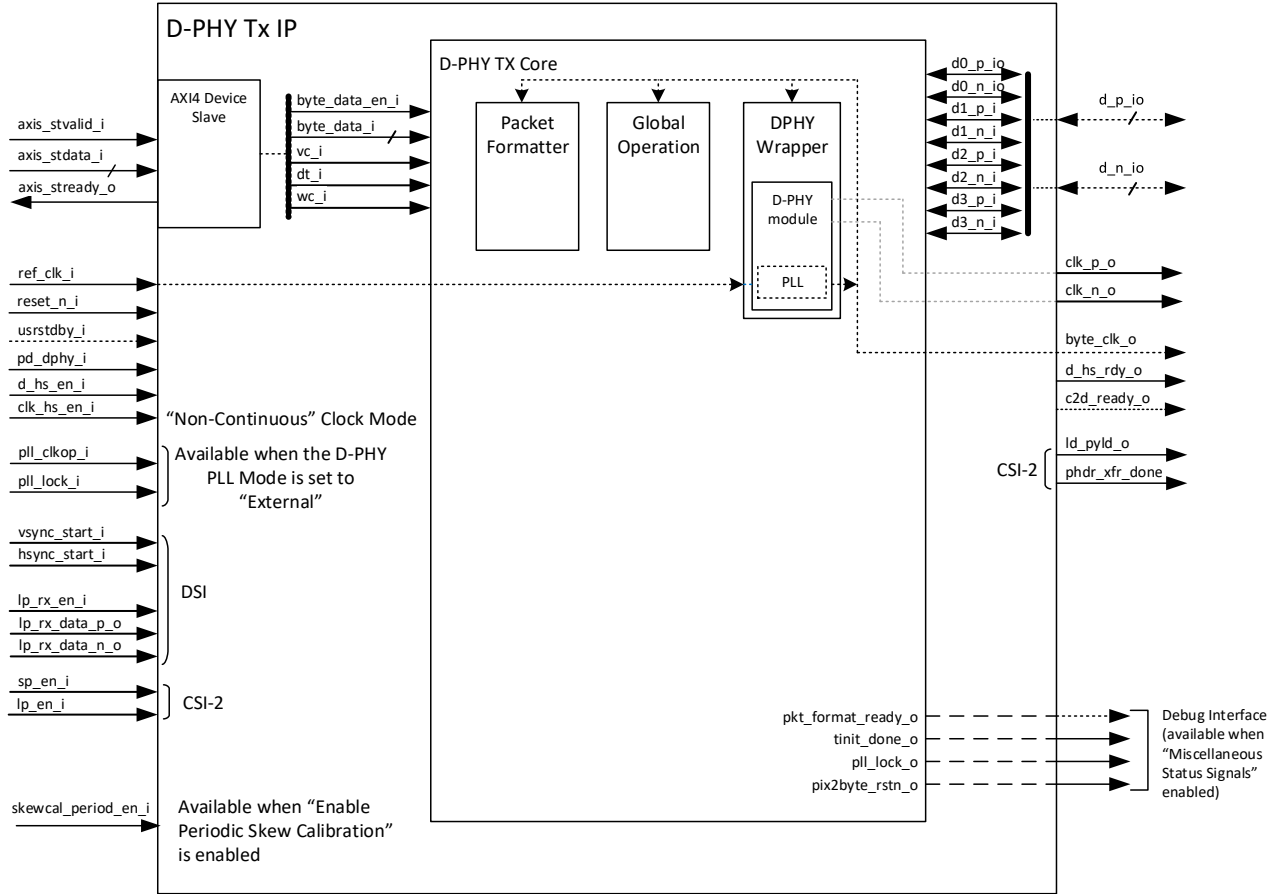 D-PHY Tx IP
D-PHY TX Core
AXI4 Device
Slave
axis_stvalid_i
axis_stdata_i
axis_stready_o
byte_data_en_i
byte_data_i
vc_i
dt_i
wc_i
Packet
Formatter
Global
Operation
DPHY
Wrapper
D-PHY
module
PLL
d0_p_io
d0_n_io
d1_p_i
d1_n_i
d2_p_i
d2_n_i
d3_p_i
d3_n_i
d_p_io
d_n_io
ref_clk_i
reset_n_i
usrstdby_i
pd_dphy_i
d_hs_en_i
clk_hs_en_i
“Non-Continuous” Clock Mode
clk_p_o
clk_n_o
byte_clk_o
d_hs_rdy_o
c2d_ready_o
pll_clkop_i
pll_lock_i
Available when the D-PHY
PLL Mode is set to
“External”
CSI-2
ld_pyld_o
phdr_xfr_done
vsync_start_i
hsync_start_i
lp_rx_en_i
lp_rx_data_p_o
lp_rx_data_n_o
DSI
sp_en_i
lp_en_i
CSI-2
pkt_format_ready_o
tinit_done_o
pll_lock_o
pix2byte_rstn_o
Debug Interface
(available when
“Miscellaneous
Status Signals”
enabled)
skewcal_period_en_i
Available when “Enable
Periodic Skew Calibration”
is enabled